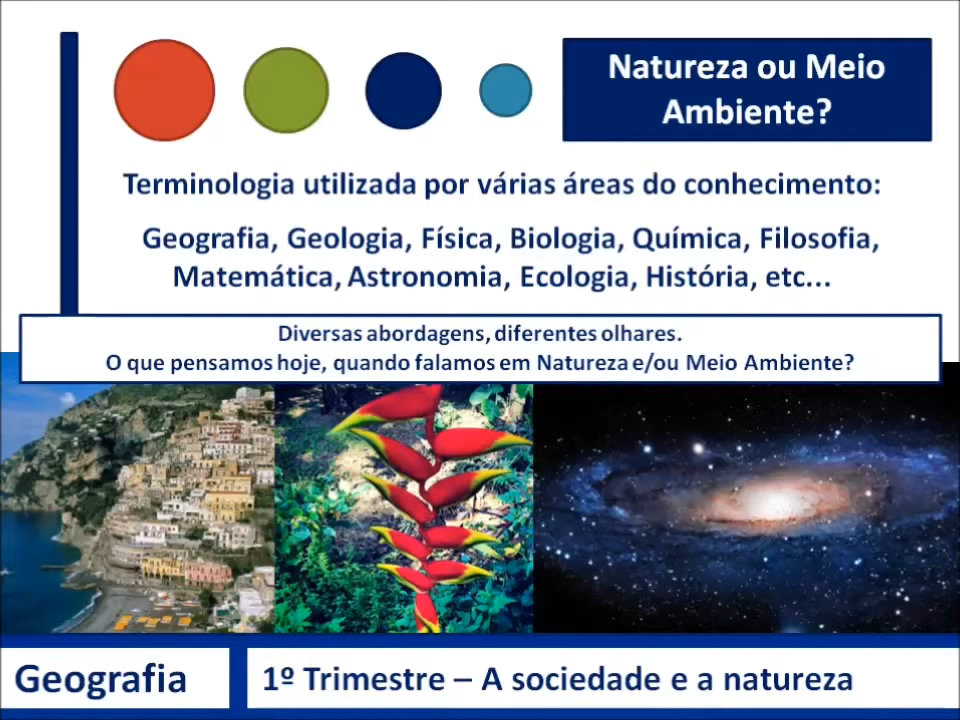 Natureza ou Meio
Ambiente?
Terminologia utilizada por várias áreas do conhecimento:
Geografia, Geologia, Física, Biologia, Química, Filosofia,
Matemática, Astronomia, Ecologia, História, etc...
Diversas abordagens, diferentes olhares.
O que pensamos hoje, quando falamos em Natureza e/ou Meio Ambiente?
Geografia
1º Trimestre – A sociedade e a natureza